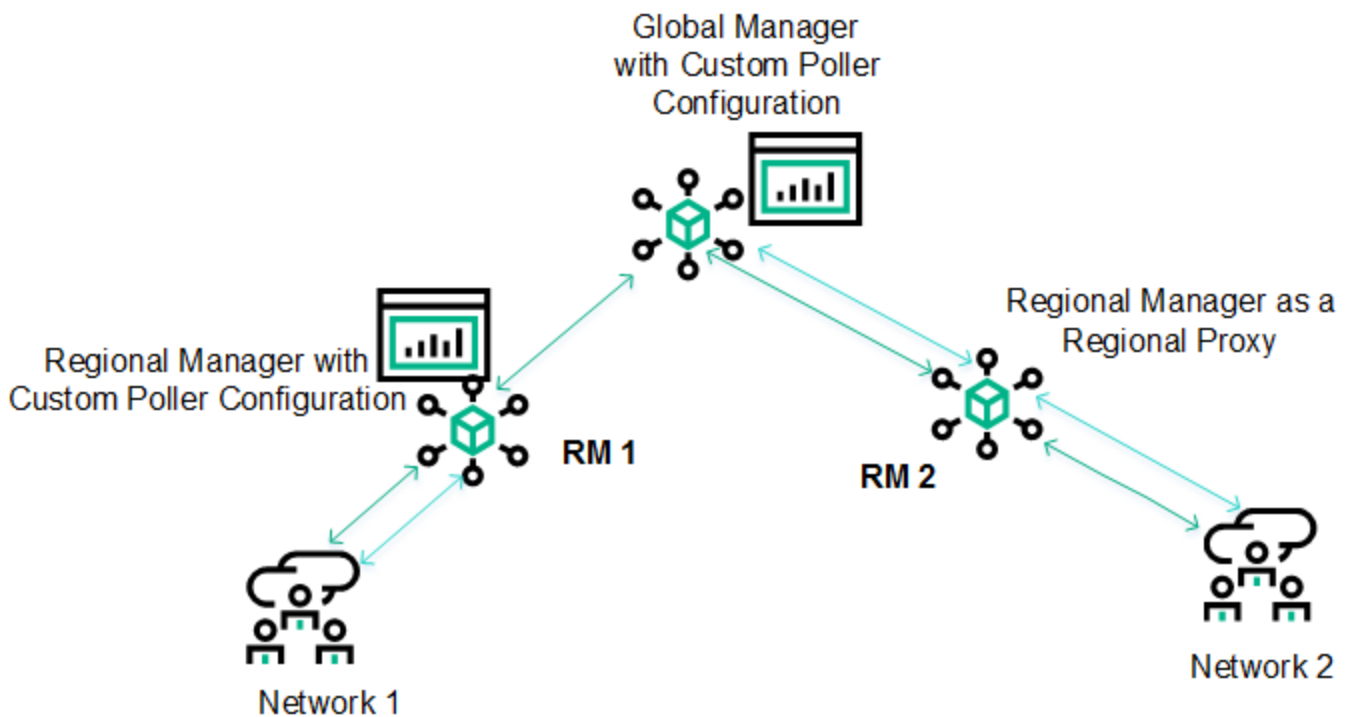 Global Manager
with Custom Poller
Configuration
Regional Manager as a
Regional Proxy
Regional Manager with
Custom Poller Configuration
RM 1
RM 2
Network 2
Network 1